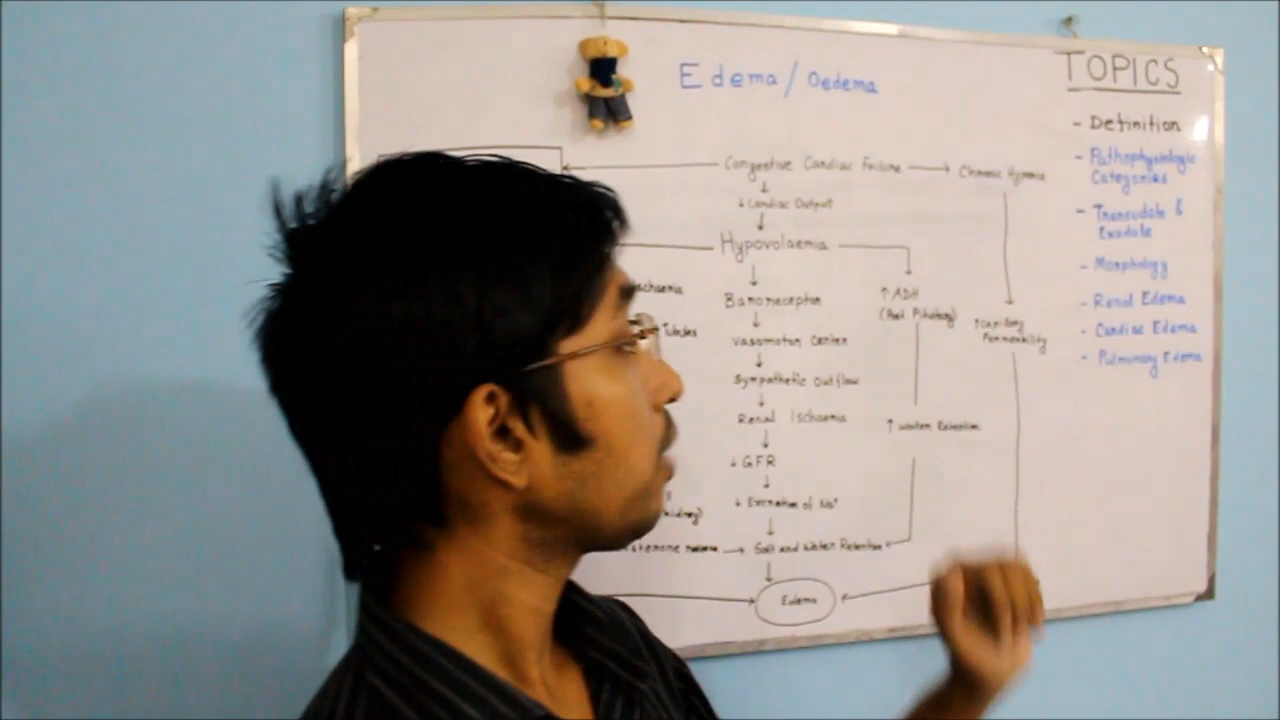 Edema / Oedema
TOPICS
- Definition
- Pathophysiologic
Categories
- Transudate &
Exudate
- Morphology
- Renal Edema
- Cardiac Edema
- Pulmonary Edema
Congestive Cardiac Failure
Chronic Hypoxia
↓ Cardiac Output
Hypovolaemia
↑ ADH
(Post. Pituitary)
Baroreceptor
↑ Capillary
Permeability
Tubules
Vasomotor Center
Sympathetic Outflow
Renal Ischaemia
↑ Water Retention
↓ GFR
↓ Excretion of Na⁺
kidney)
Salt and Water Retention
Edema